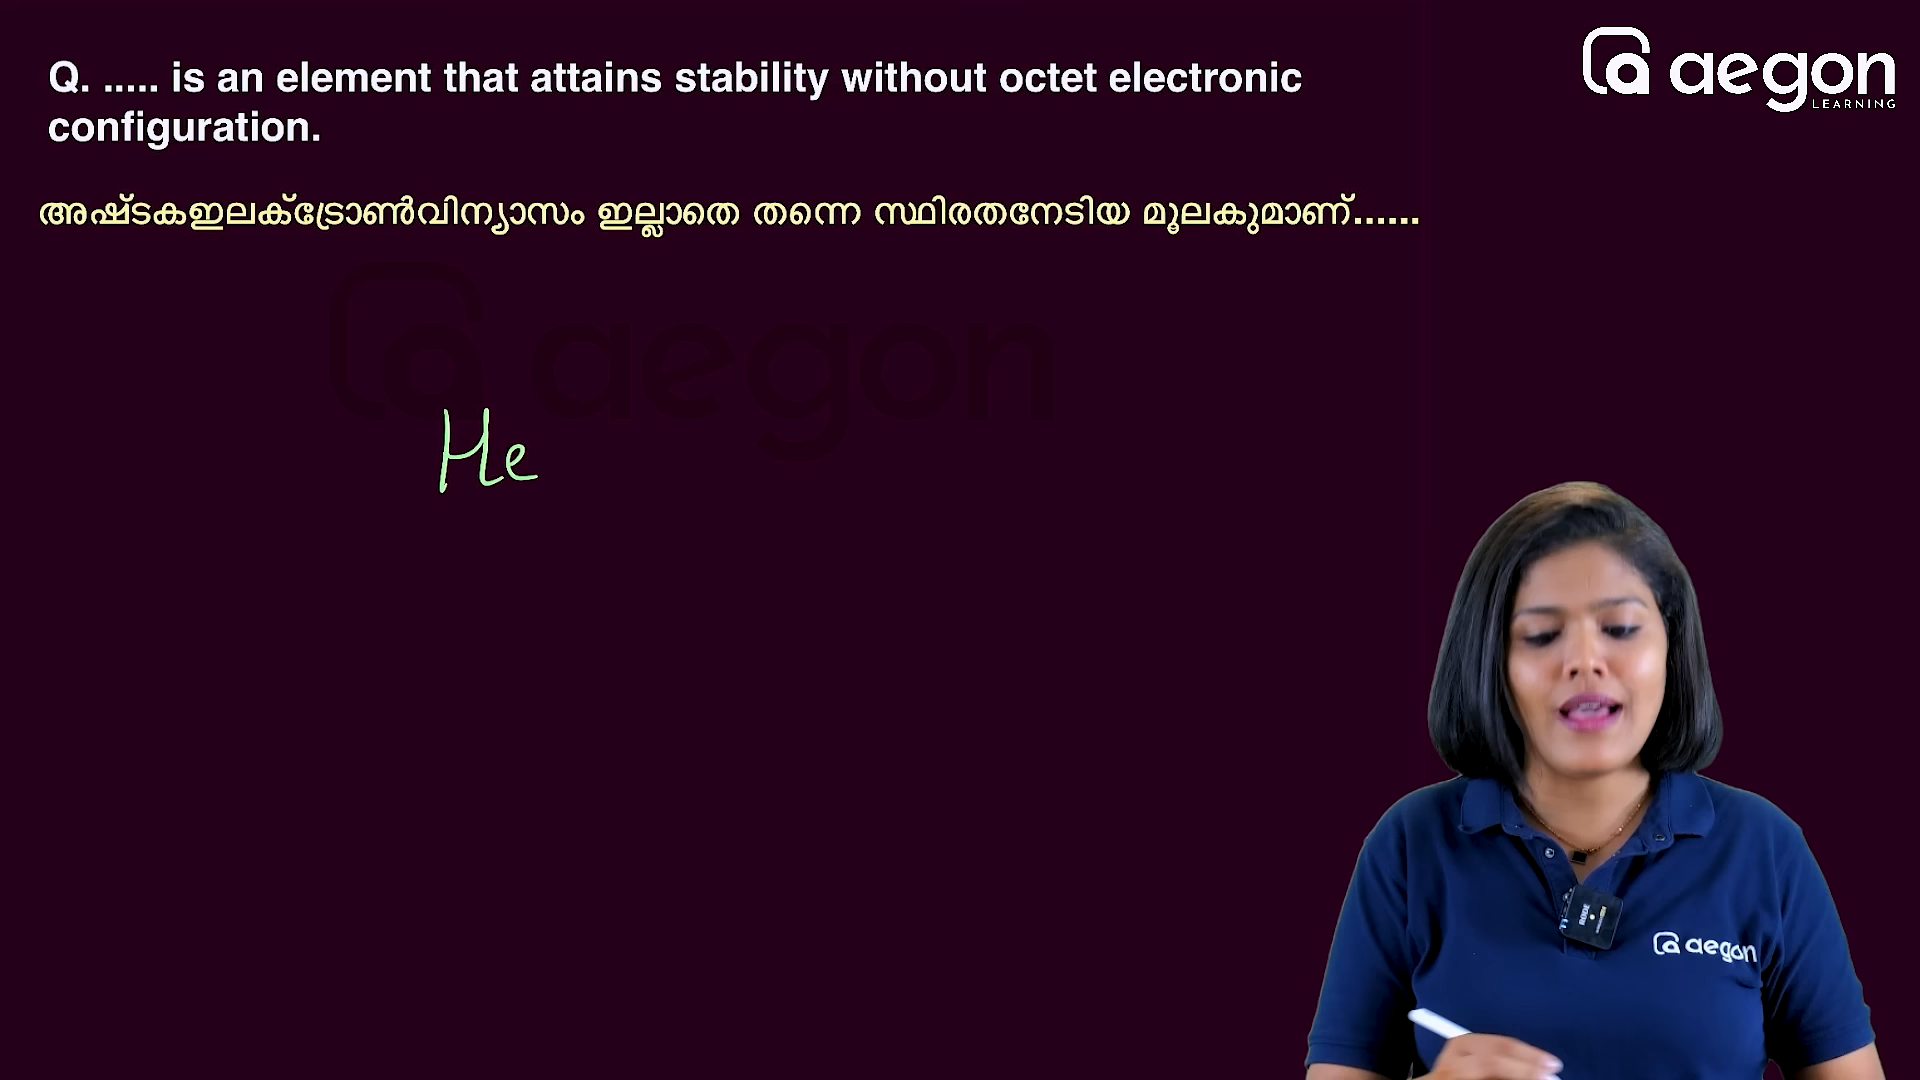 Q. ..... is an element that attains stability without octet electronic
configuration.
അഷ്ടകഇലക്ട്രോൺവിന്യാസം ഇല്ലാതെ തന്നെ സ്ഥിരതനേടിയ മൂലകുമാണ്......
He
aegon
LEARNING
aegon
RODE
aegon